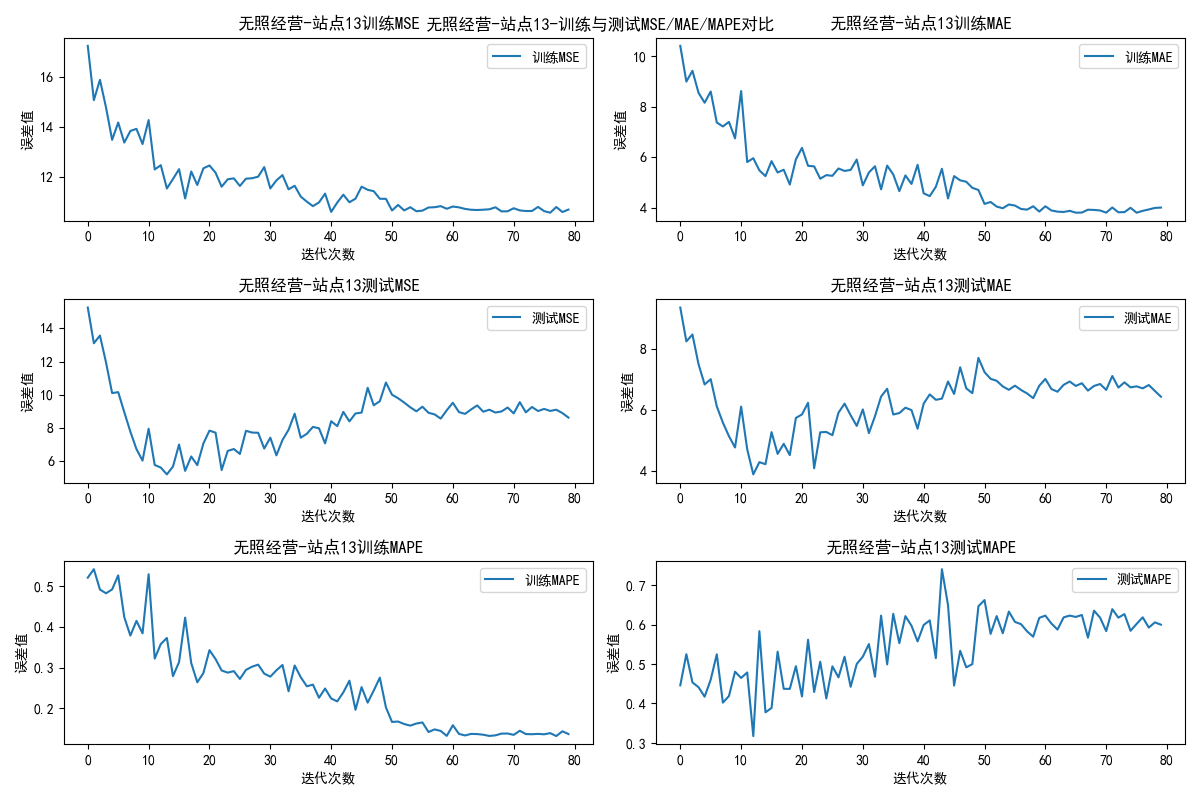 无照经营-站点13-训练与测试MSE/MAE/MAPE对比
无照经营-站点13训练MSE
训练MSE
误差值
16
14
12
0 10 20 30 40 50 60 70 80
迭代次数
无照经营-站点13训练MAE
训练MAE
误差值
10
8
6
4
0 10 20 30 40 50 60 70 80
迭代次数
无照经营-站点13测试MSE
测试MSE
误差值
14
12
10
8
6
0 10 20 30 40 50 60 70 80
迭代次数
无照经营-站点13测试MAE
测试MAE
误差值
8
6
4
0 10 20 30 40 50 60 70 80
迭代次数
无照经营-站点13训练MAPE
训练MAPE
误差值
0.5
0.4
0.3
0.2
0 10 20 30 40 50 60 70 80
迭代次数
无照经营-站点13测试MAPE
测试MAPE
误差值
0.7
0.6
0.5
0.4
0.3
0 10 20 30 40 50 60 70 80
迭代次数